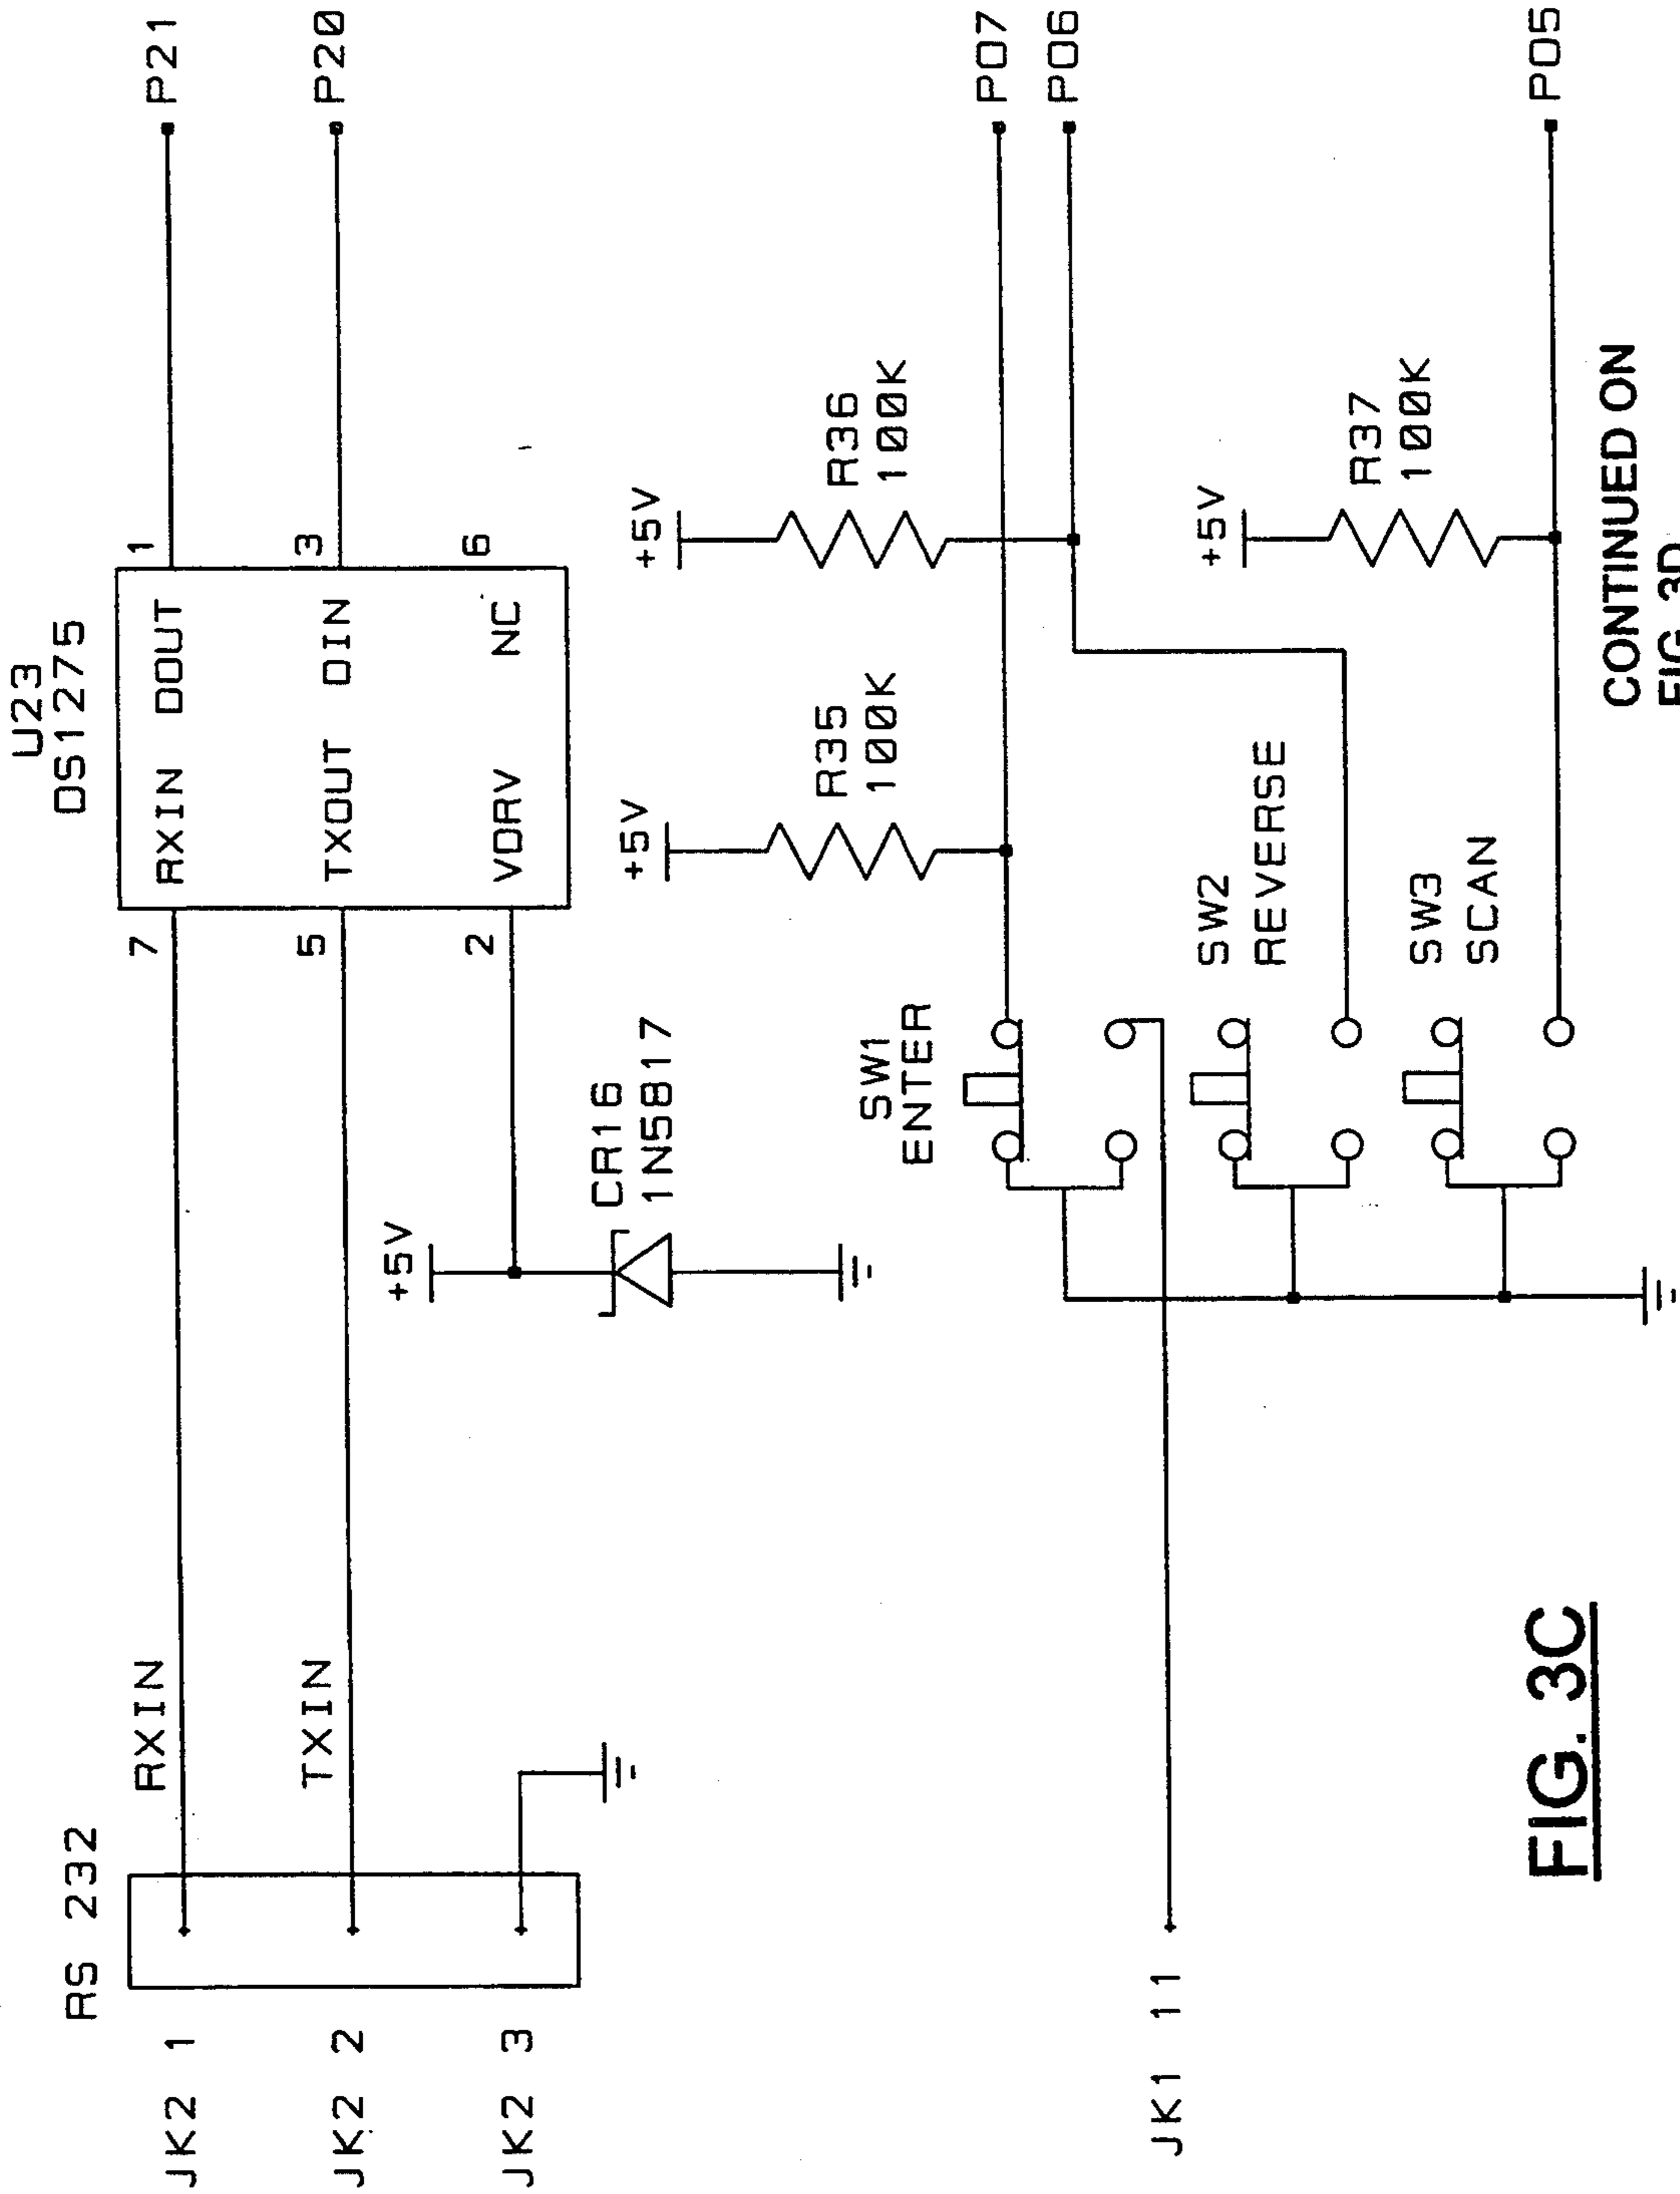 RS 232
JK2 1
JK2 2
JK2 3
RXIN
TXIN
U23
DS1275
7
5
2
RXIN DOUT
TXOUT DIN
VDRV NC
1
3
6
P21
P20
+5V
CR16
1N5817
+5V
R35
100K
+5V
R36
100K
P07
P06
SW1
ENTER
SW2
REVERSE
SW3
SCAN
+5V
R37
100K
P05
JK1 11
FIG. 3C
CONTINUED ON
FIG. 3D